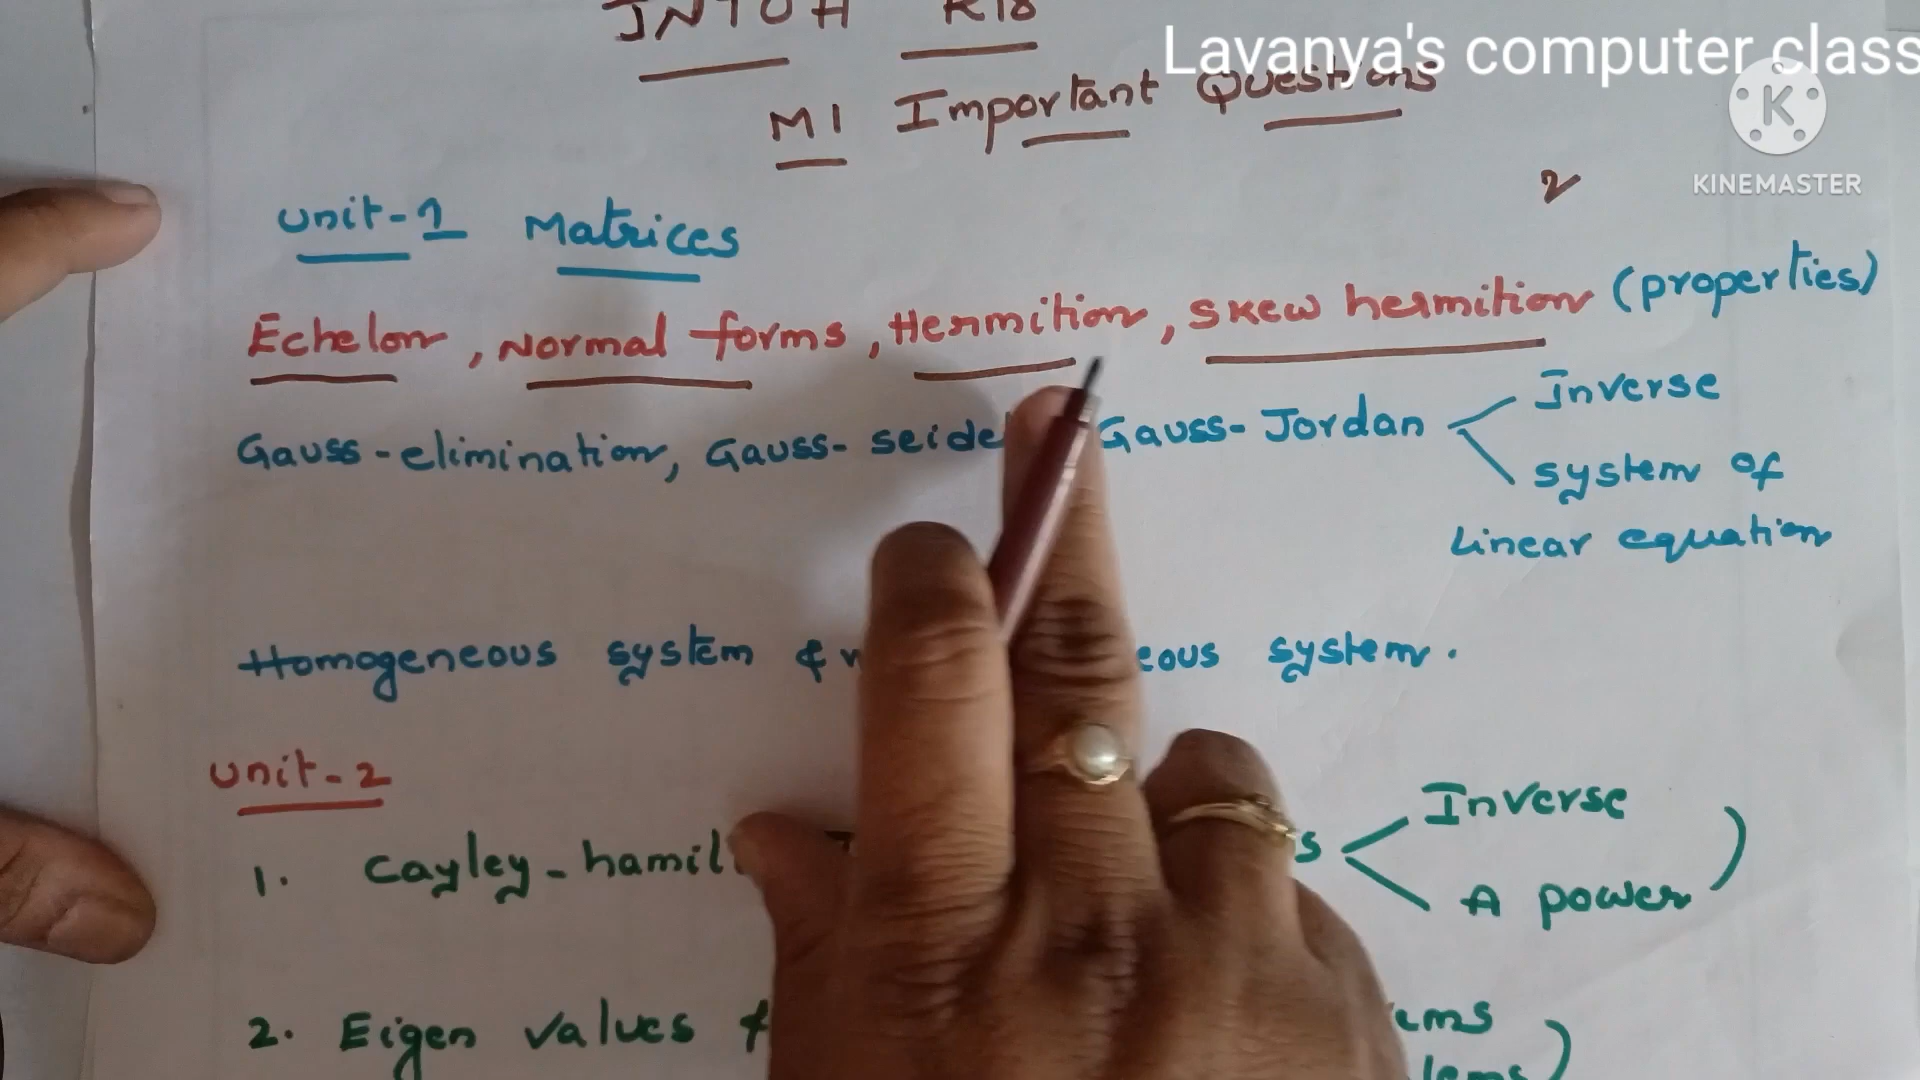 JNTUH R18
Lavanya's computer class
M1 Important Questions
KINEMASTER
Unit-1 Matrices
Echelon, Normal forms, Hermition, Skew hermition (properties)
Gauss-elimination, Gauss-seidel Gauss-Jordan Inverse
system of
Linear equation
Homogeneous system & system.
Unit-2
1. Cayley-hamil Inverse
A power)
2. Eigen values &